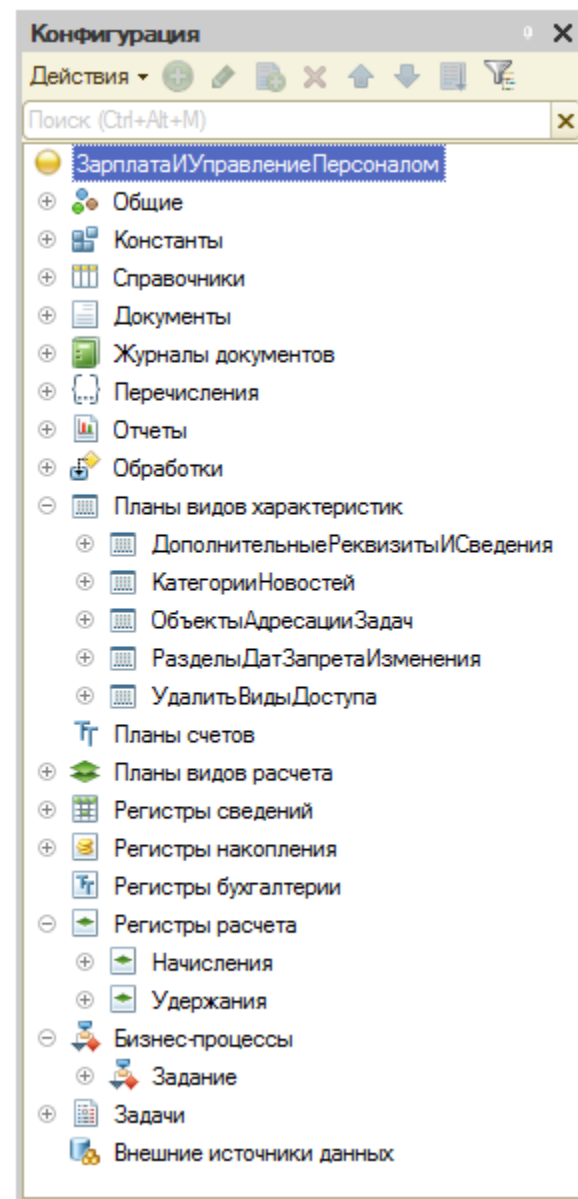 Конфигурация
Действия
Поиск (Ctrl+Alt+M)
ЗарплатаИУправлениеПерсоналом
Общие
Константы
Справочники
Документы
Журналы документов
Перечисления
Отчеты
Обработки
Планы видов характеристик
ДополнительныеРеквизитыИСведения
КатегорииНовостей
ОбъектыАдресацииЗадач
РазделыДатЗапретаИзменения
УдалитьВидыДоступа
Планы счетов
Планы видов расчета
Регистры сведений
Регистры накопления
Регистры бухгалтерии
Регистры расчета
Начисления
Удержания
Бизнес-процессы
Задание
Задачи
Внешние источники данных